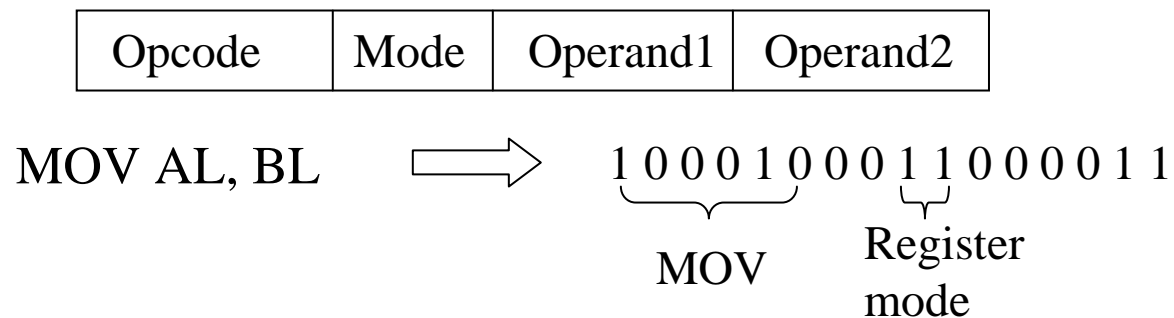 Opcode Mode Operand1 Operand2
MOV AL, BL 1 0 0 0 1 0 0 0 1 1 0 0 0 0 1 1
MOV
Register
mode